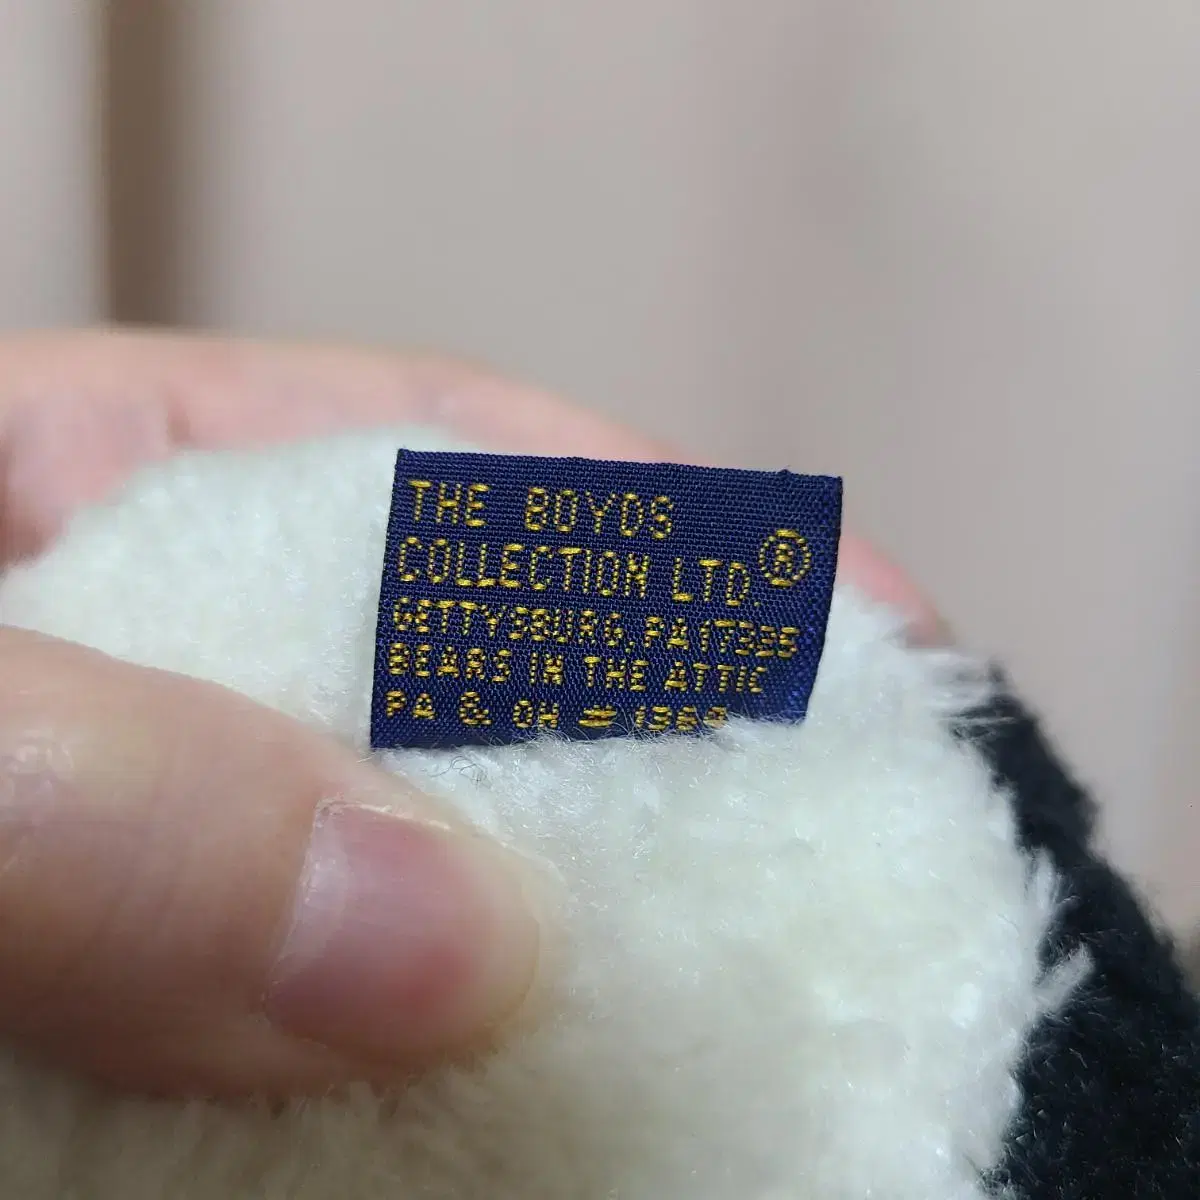 THE BOYDS
COLLECTION LTD.®
GETTYSBURG, PA 17325
BEARS IN THE ATTIC
PA & OH #